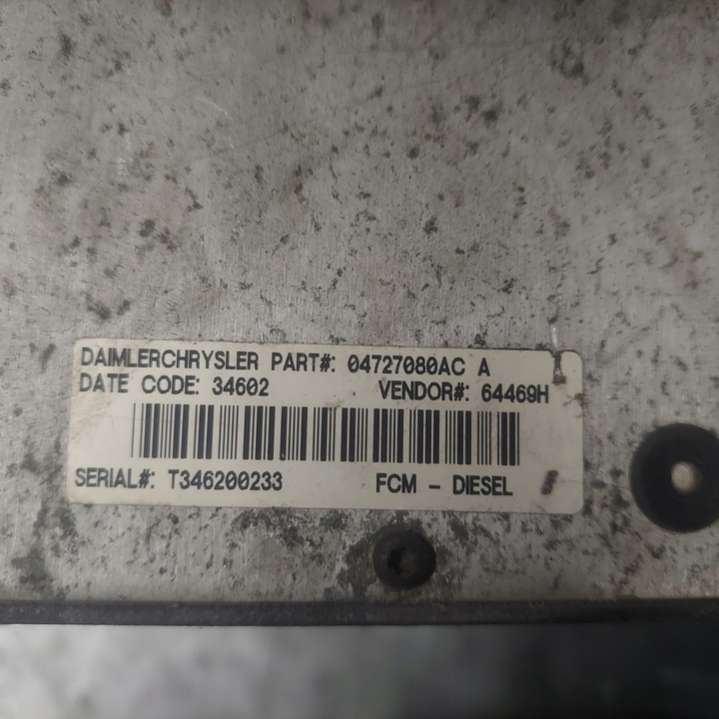 DAIMLERCHRYSLER PART#: 04727080AC A
DATE CODE: 34602 VENDOR#: 64469H
SERIAL#: T346200233 FCM - DIESEL